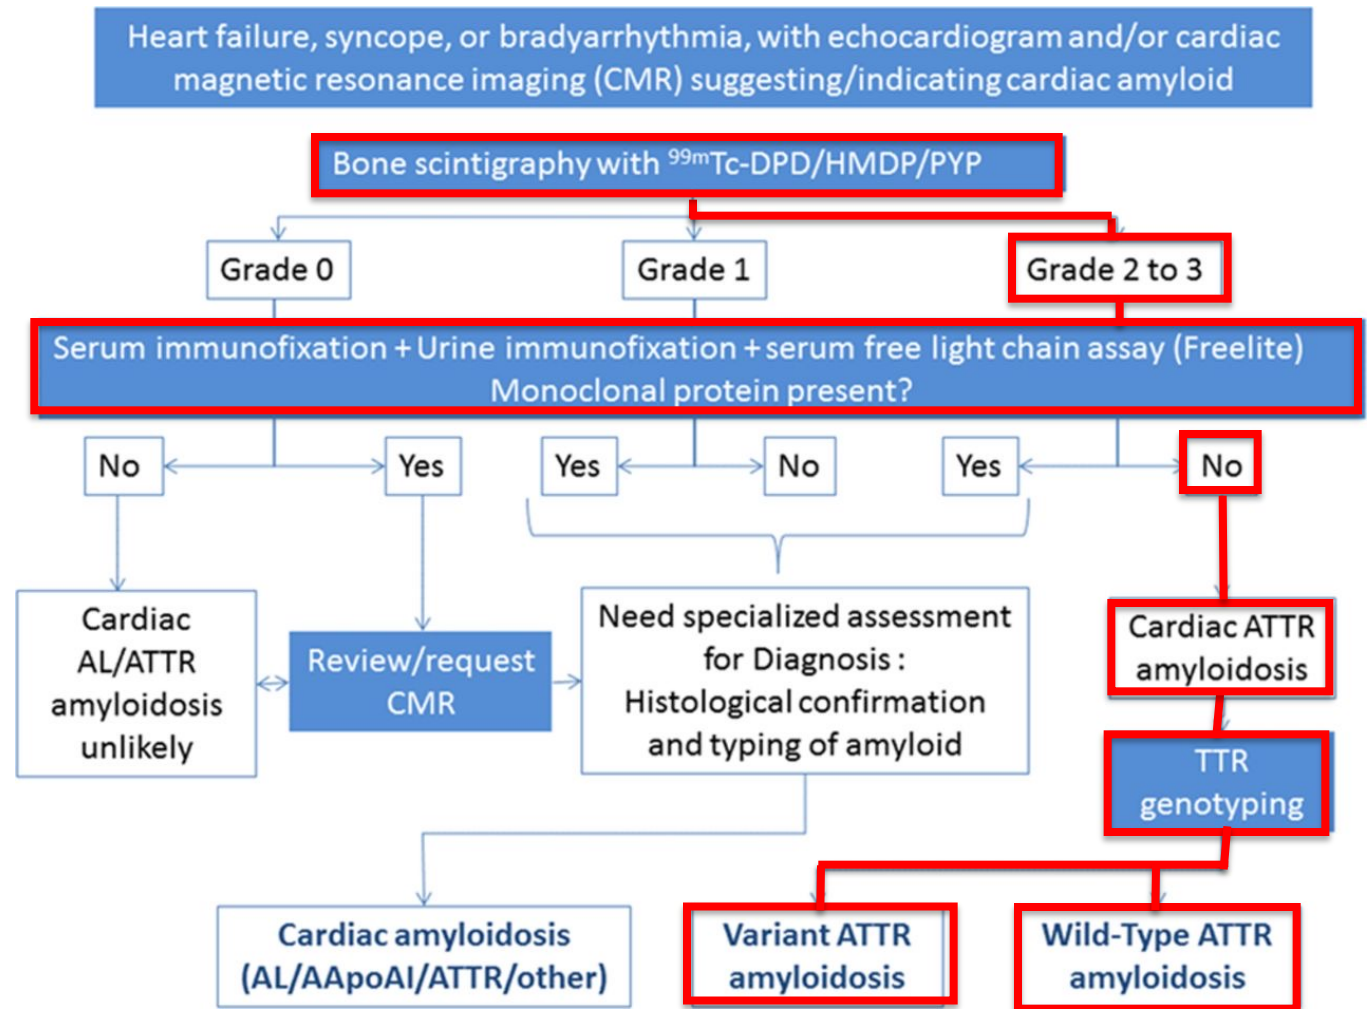 Heart failure, syncope, or bradyarrhythmia, with echocardiogram and/or cardiac
magnetic resonance imaging (CMR) suggesting/indicating cardiac amyloid
Bone scintigraphy with ⁹⁹ᵐTc-DPD/HMDP/PYP
Grade 0
Grade 1
Grade 2 to 3
Serum immunofixation + Urine immunofixation + serum free light chain assay (Freelite)
Monoclonal protein present?
No
Yes
Yes
No
Yes
No
Cardiac
AL/ATTR
amyloidosis
unlikely
Review/request
CMR
Need specialized assessment
for Diagnosis :
Histological confirmation
and typing of amyloid
Cardiac ATTR
amyloidosis
TTR
genotyping
Cardiac amyloidosis
(AL/AApoAI/ATTR/other)
Variant ATTR
amyloidosis
Wild-Type ATTR
amyloidosis